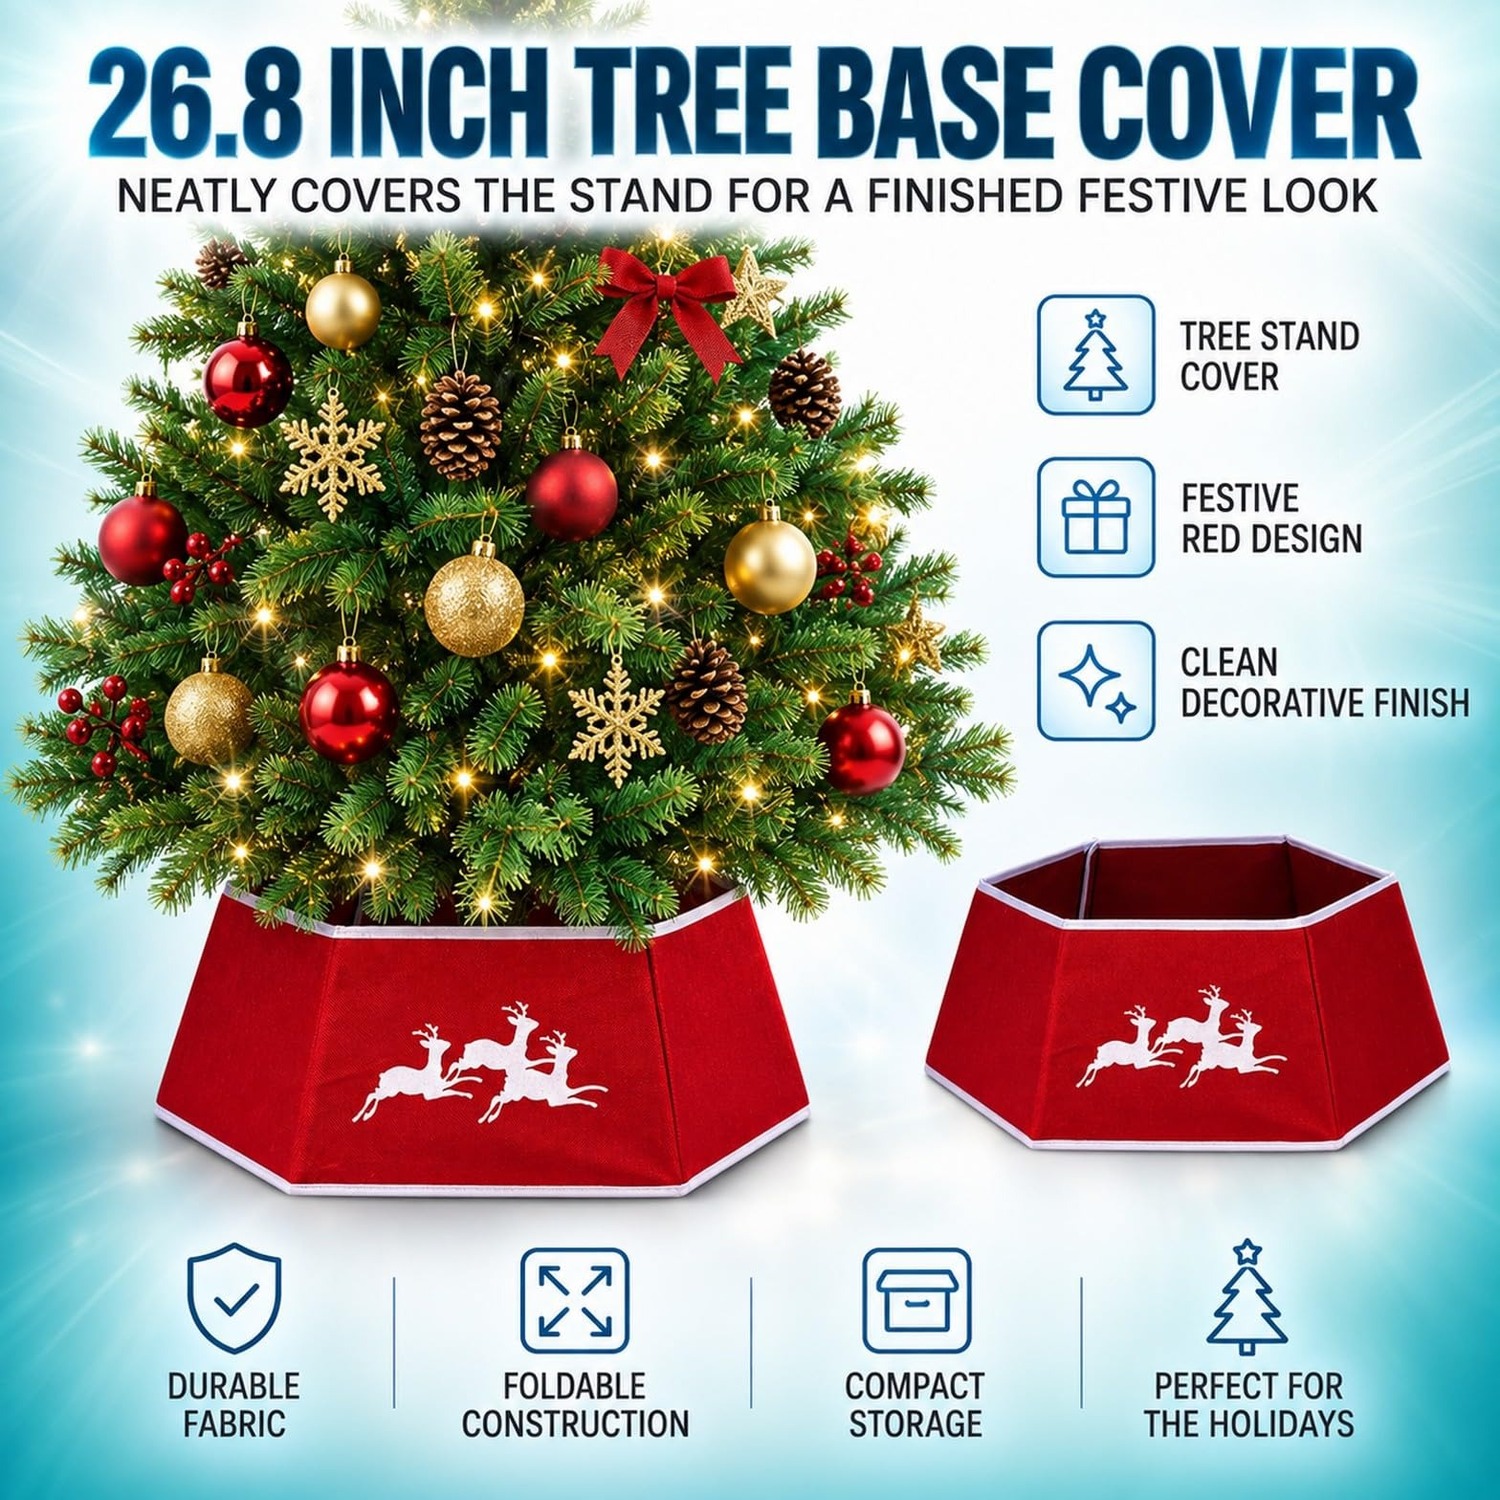 26.8 INCH TREE BASE COVER
NEATLY COVERS THE STAND FOR A FINISHED FESTIVE LOOK
TREE STAND
COVER
FESTIVE
RED DESIGN
CLEAN
DECORATIVE FINISH
DURABLE
FABRIC
FOLDABLE
CONSTRUCTION
COMPACT
STORAGE
PERFECT FOR
THE HOLIDAYS